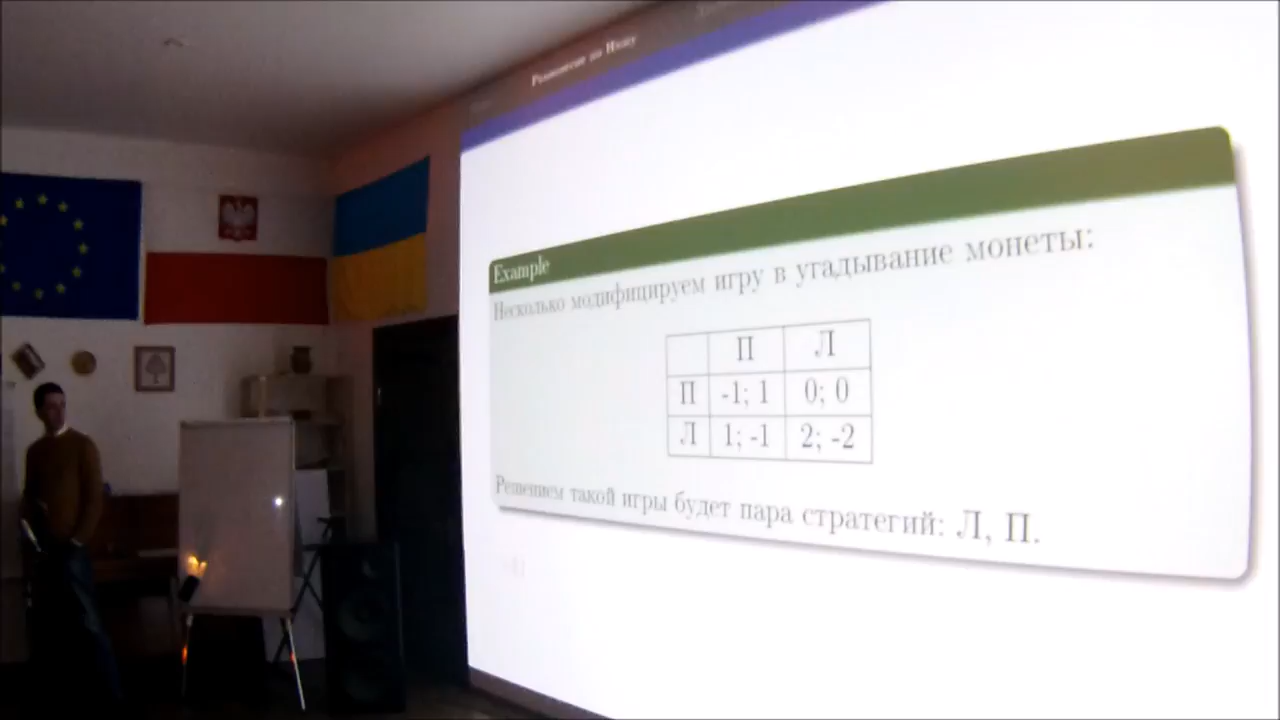 Равновесие по Нэшу
Example
Несколько модифицируем игру в угадывание монеты:
П Л
П -1; 1 0; 0
Л 1; -1 2; -2
Решением такой игры будет пара стратегий: Л, П.